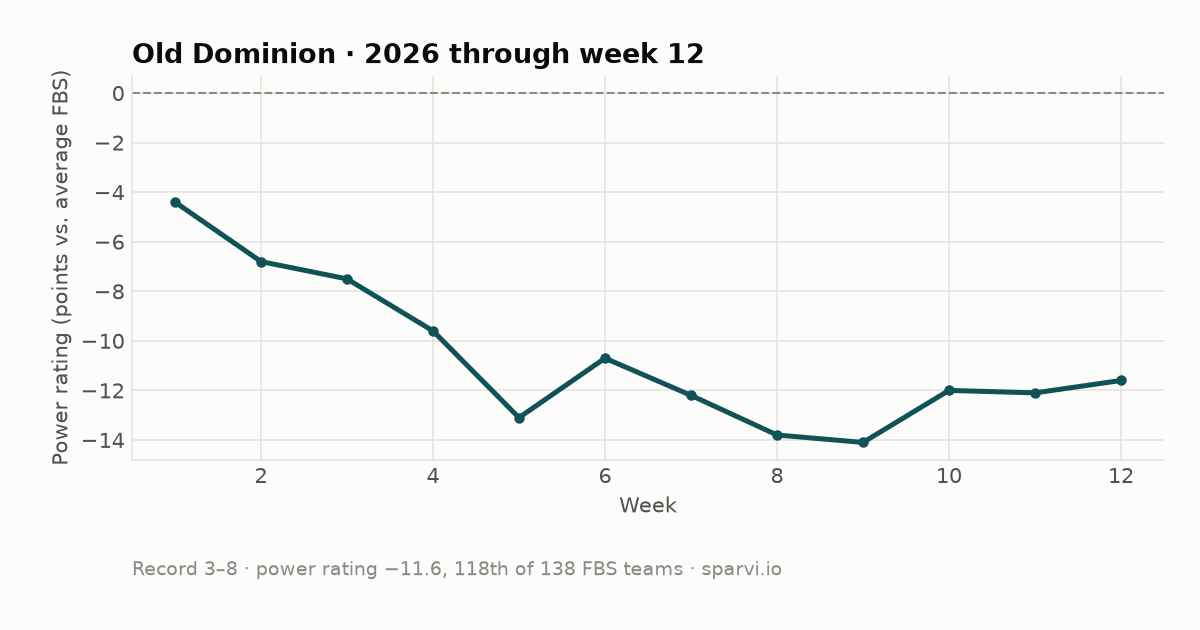 Old Dominion · 2026 through week 12
Power rating (points vs. average FBS)
0
−2
−4
−6
−8
−10
−12
−14
2 4 6 8 10 12
Week
Record 3–8 · power rating −11.6, 118th of 138 FBS teams · sparvi.io